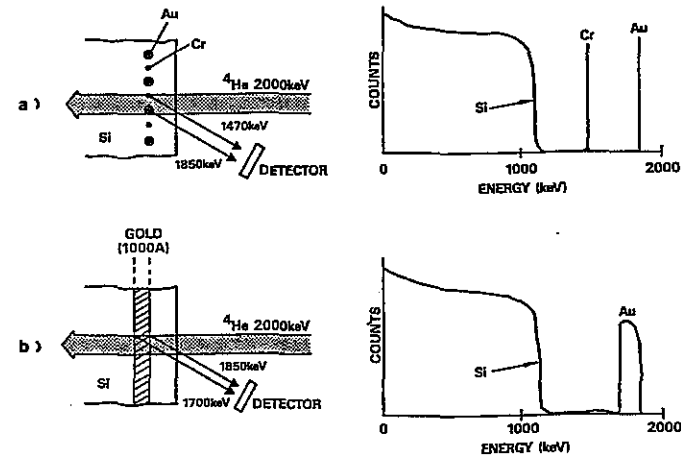 a)
Au
Cr
⁴He 2000keV
Si
1470keV
1850keV
DETECTOR
COUNTS
Si
Cr
Au
0
1000
2000
ENERGY (keV)
b)
GOLD
(1000A)
⁴He 2000keV
Si
1850keV
1700keV
DETECTOR
COUNTS
Si
Au
0
1000
2000
ENERGY (keV)